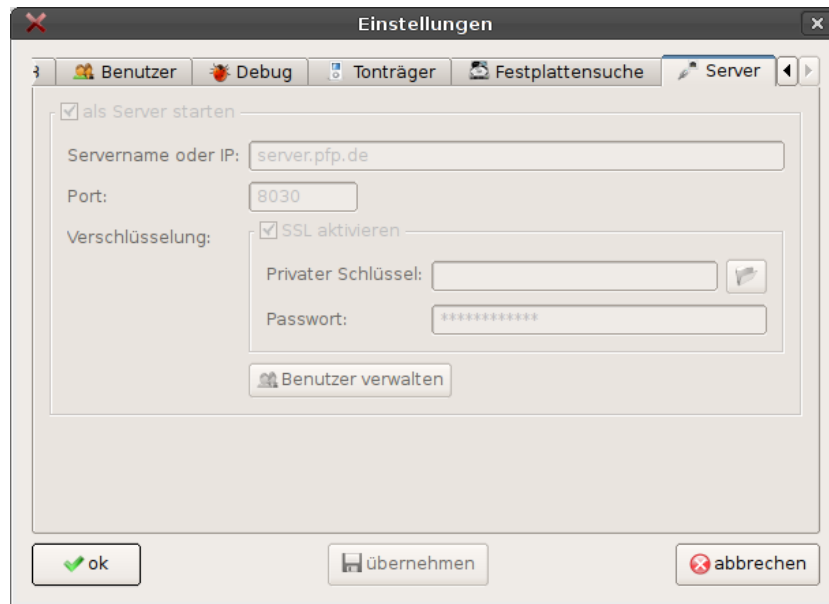 Einstellungen
Benutzer Debug Tonträger Festplattensuche Server
als Server starten
Servername oder IP: server.pfp.de
Port: 8030
Verschlüsselung: SSL aktivieren
Privater Schlüssel:
Passwort: ************
Benutzer verwalten
ok übernehmen abbrechen